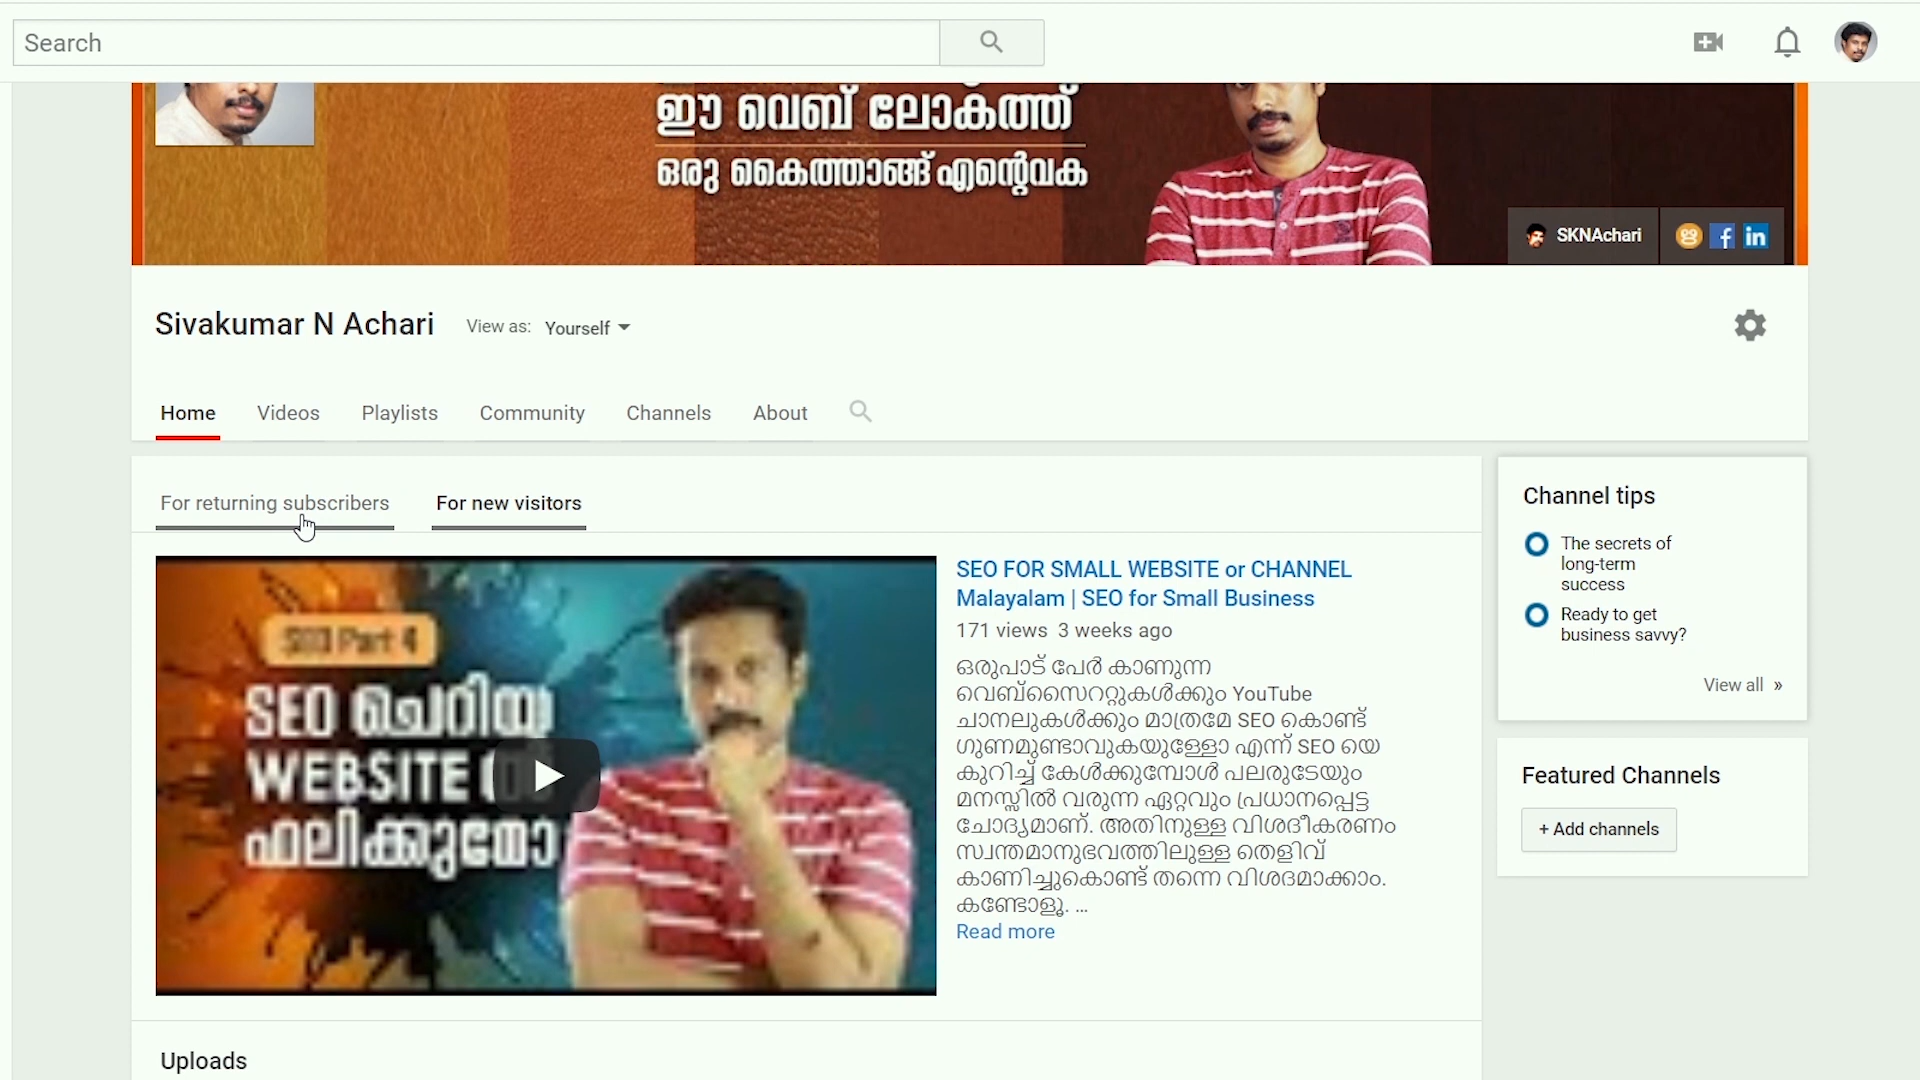 Search
ഈ വെബ് ലോകത്ത്
ഒരു കൈത്താങ്ങ് എന്റെവക
SKNAchari
Sivakumar N Achari
View as: Yourself
Home Videos Playlists Community Channels About
For returning subscribers For new visitors
SEO Part 4
SEO ചെറിയ
WEBSITE
ഫലിക്കുമോ
SEO FOR SMALL WEBSITE or CHANNEL
Malayalam | SEO for Small Business
171 views 3 weeks ago
ഒരുപാട് പേർ കാണുന്ന
വെബ്സൈററ്റുകൾക്കും YouTube
ചാനലുകൾക്കും മാത്രമേ SEO കൊണ്ട്
ഗുണമുണ്ടാവുകയുള്ളോ എന്ന് SEO യെ
കുറിച്ച് കേൾക്കുമ്പോൾ പലരുടേയും
മനസ്സിൽ വരുന്ന ഏറ്റവും പ്രധാനപ്പെട്ട
ചോദ്യമാണ്. അതിനുള്ള വിശദീകരണം
സ്വന്തമാനുഭവത്തിലുള്ള തെളിവ്
കാണിച്ചുകൊണ്ട് തന്നെ വിശദമാക്കാം.
കണ്ടോളൂ. ...
Read more
Uploads
Channel tips
The secrets of
long-term
success
Ready to get
business savvy?
View all »
Featured Channels
+ Add channels